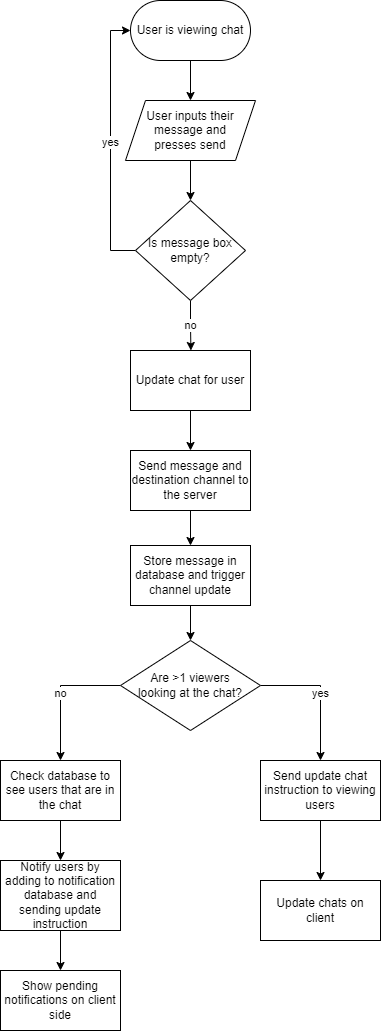 User is viewing chat
User inputs their
message and
presses send
yes
Is message box
empty?
no
Update chat for user
Send message and
destination channel to
the server
Store message in
database and trigger
channel update
Are >1 viewers
looking at the chat?
no
yes
Check database to
see users that are in
the chat
Send update chat
instruction to viewing
users
Notify users by
adding to notification
database and
sending update
instruction
Update chats on
client
Show pending
notifications on client
side